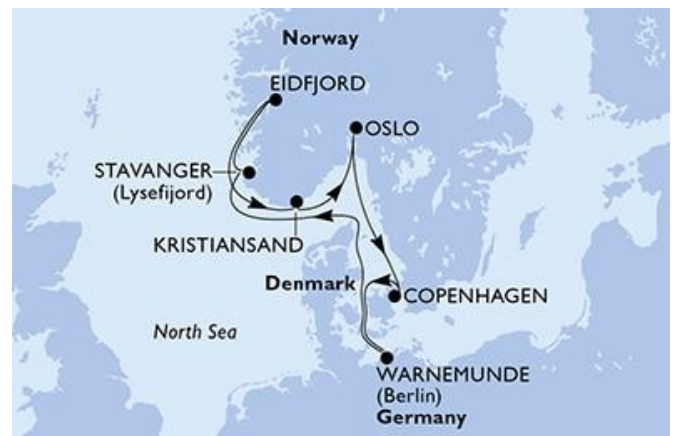 Norway
EIDFJORD
OSLO
STAVANGER
(Lysefijord)
KRISTIANSAND
Denmark
COPENHAGEN
North Sea
WARNEMUNDE
(Berlin)
Germany